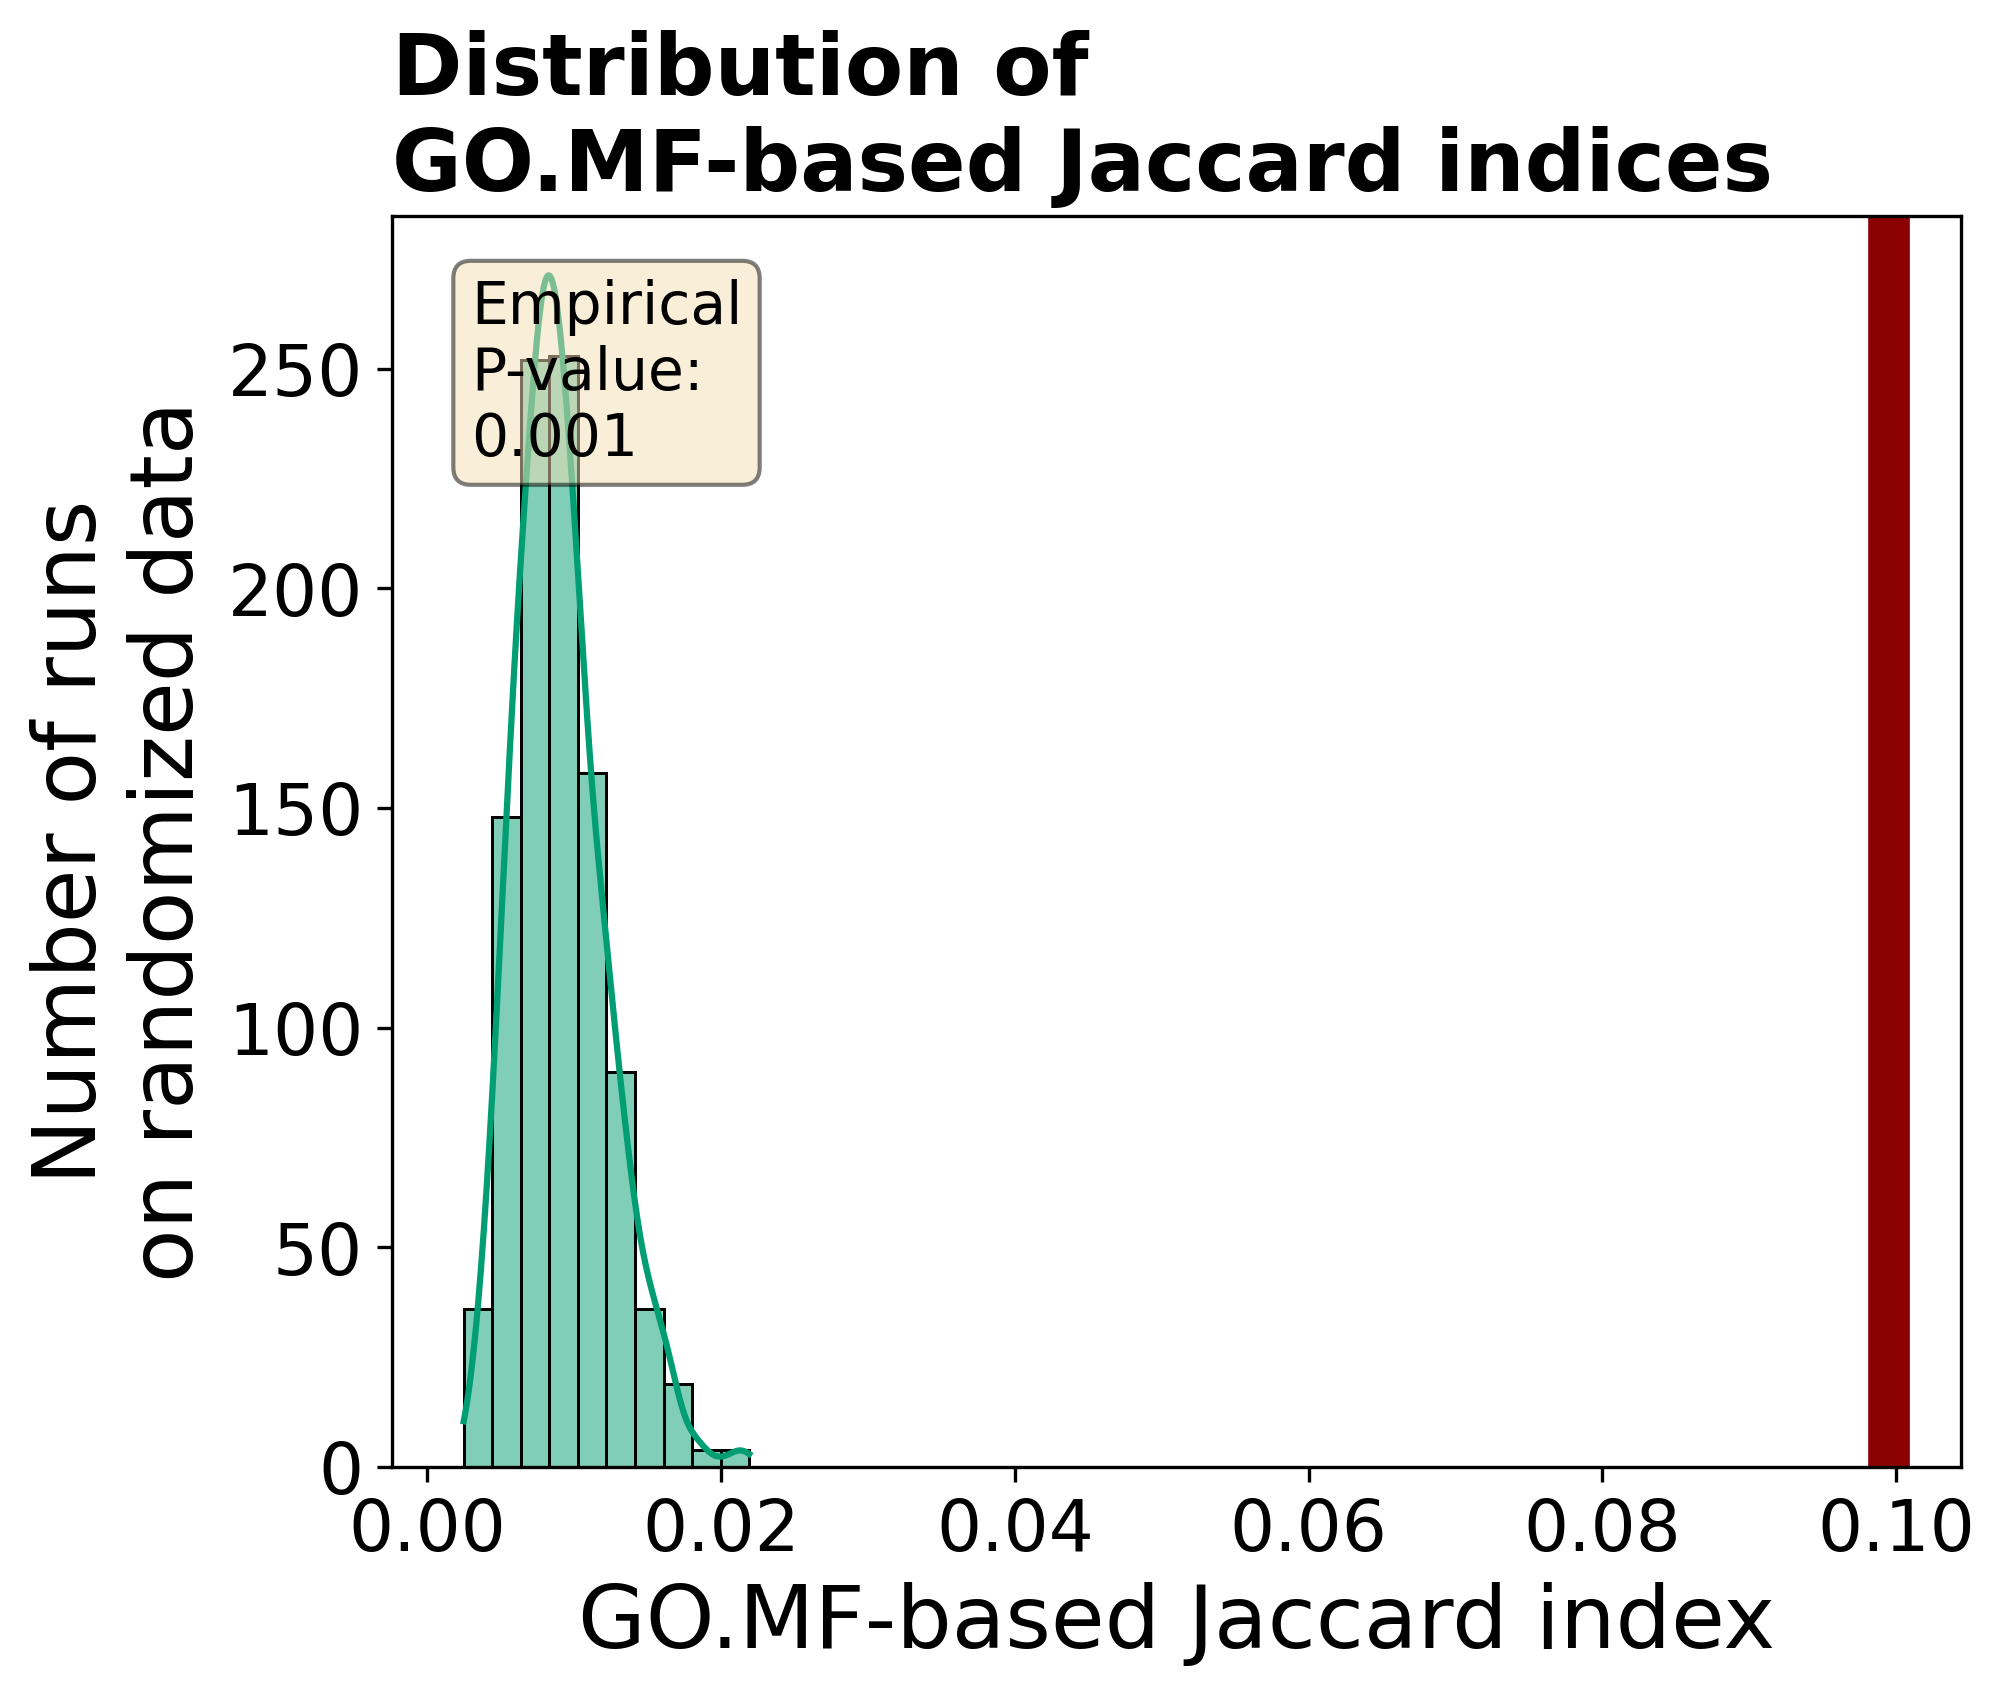 Distribution of
GO.MF-based Jaccard indices
Empirical
P-value:
0.001
Number of runs
on randomized data
250
200
150
100
50
0
0.00 0.02 0.04 0.06 0.08 0.10
GO.MF-based Jaccard index